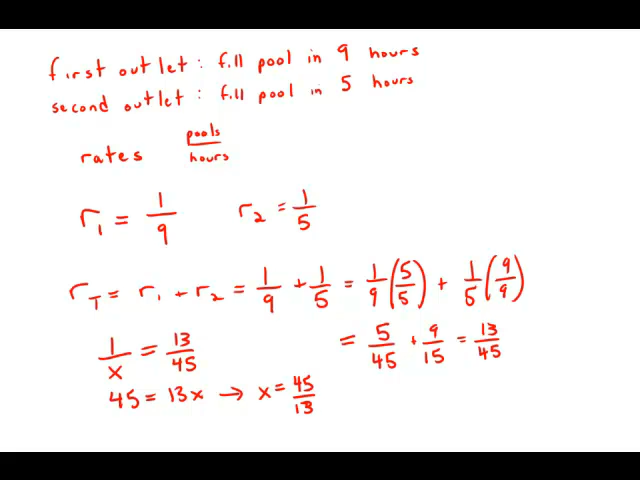 first outlet: fill pool in 9 hours
second outlet: fill pool in 5 hours
rates pools/hours
r₁ = 1/9 r₂ = 1/5
r_T = r₁ + r₂ = 1/9 + 1/5 = 1/9 (5/5) + 1/5 (9/9)
1/x = 13/45 = 5/45 + 9/15 = 13/45
45 = 13x → x = 45/13